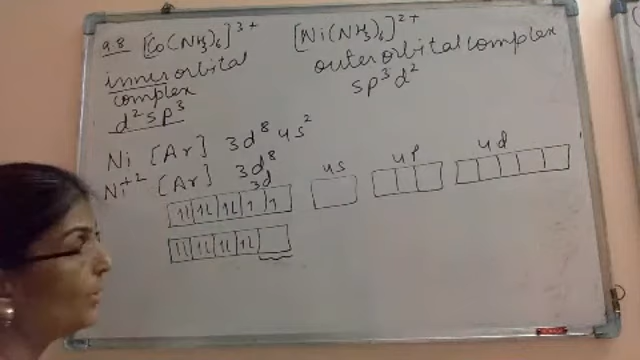 9.8 [Co(NH3)6]3+ [Ni(NH3)6]2+
inner orbital complex
d2sp3
outer orbital complex
sp3d2
Ni [Ar] 3d8 4s2
Ni+2 [Ar] 3d8
3d 4s 4p 4d